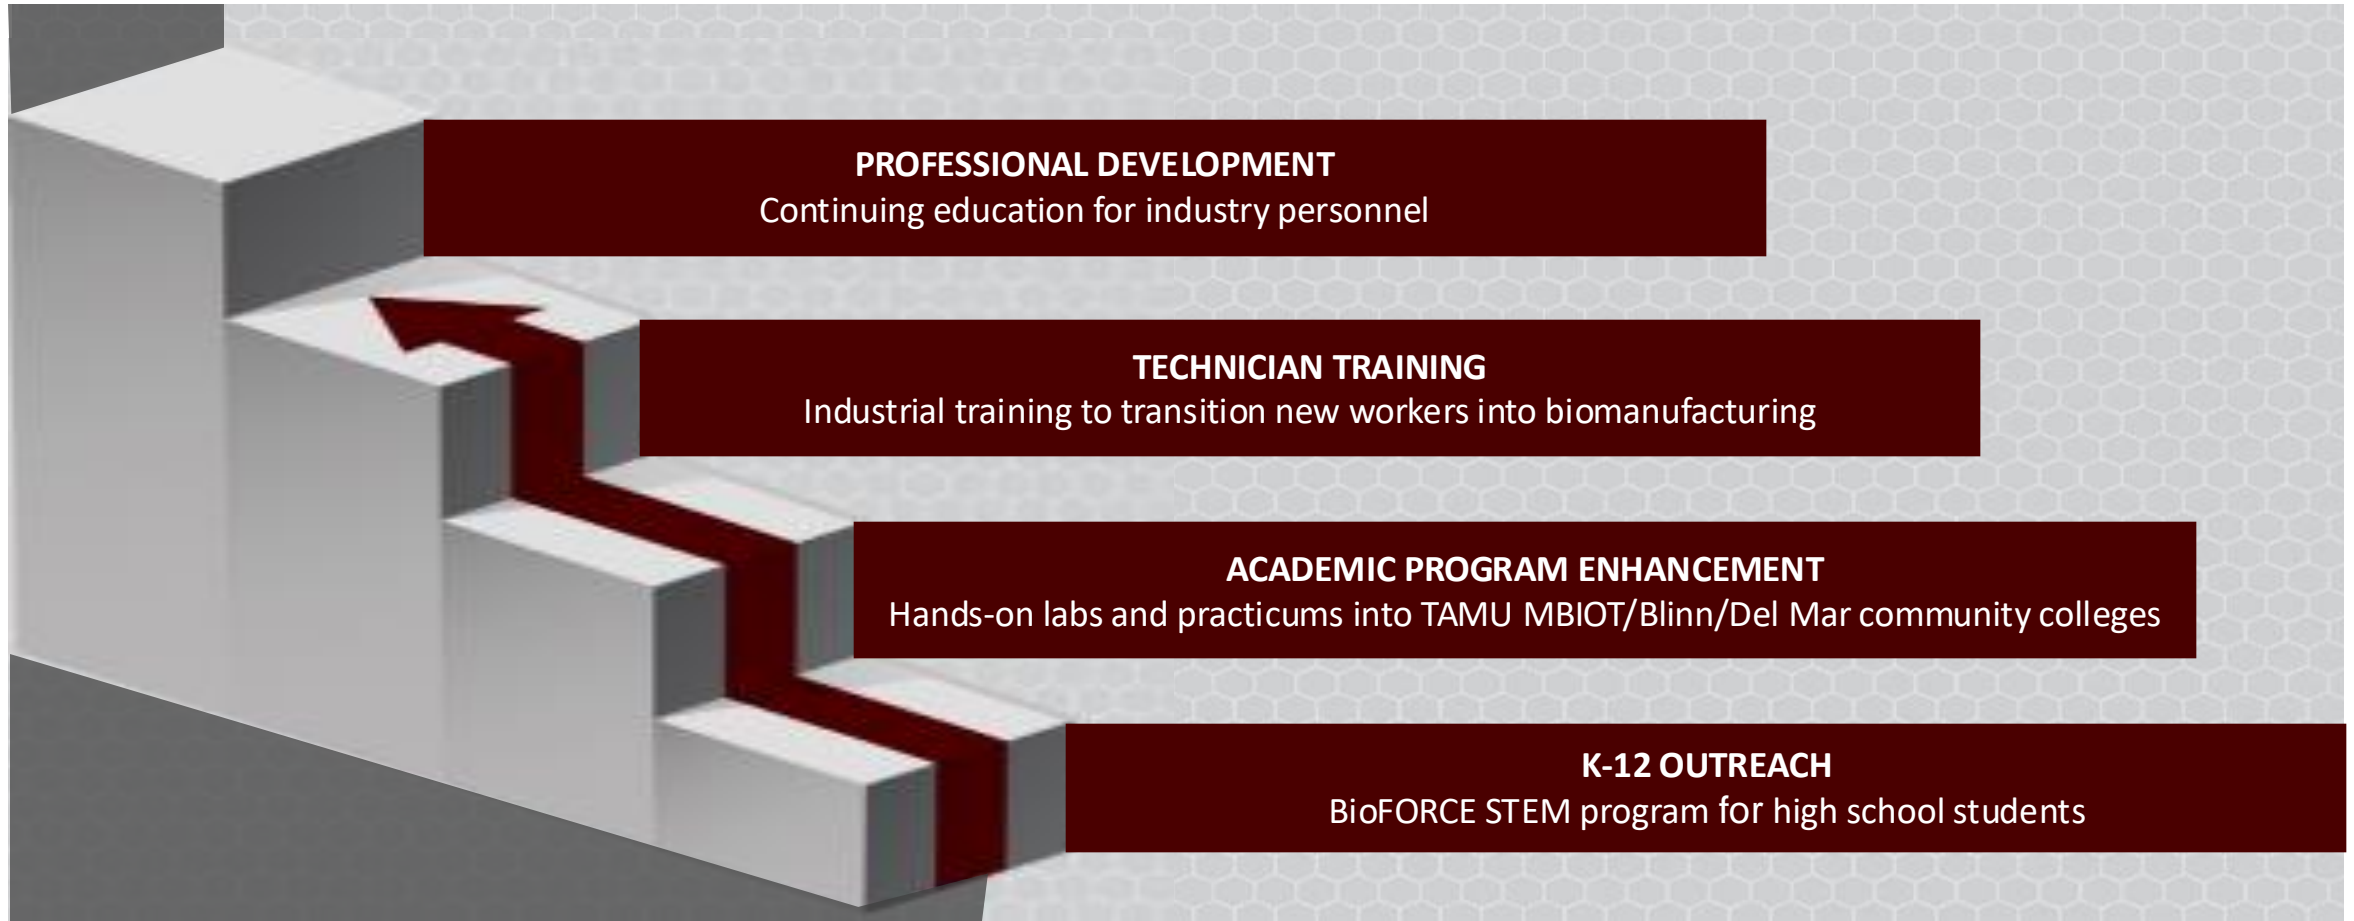 PROFESSIONAL DEVELOPMENT
Continuing education for industry personnel
TECHNICIAN TRAINING
Industrial training to transition new workers into biomanufacturing
ACADEMIC PROGRAM ENHANCEMENT
Hands-on labs and practicums into TAMU MBIOT/Blinn/Del Mar community colleges
K-12 OUTREACH
BioFORCE STEM program for high school students